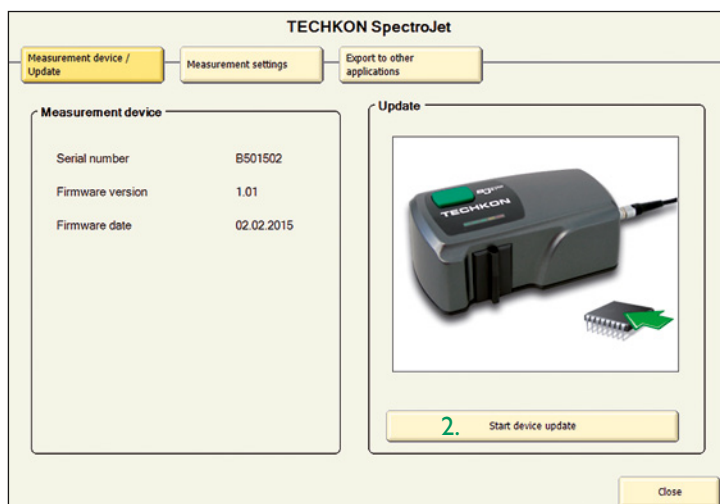 TECHKON SpectroJet
Measurement device /
Update
Measurement settings
Export to other
applications
Measurement device
Serial number B501502
Firmware version 1.01
Firmware date 02.02.2015
Update
TECHKON
2. Start device update
Close